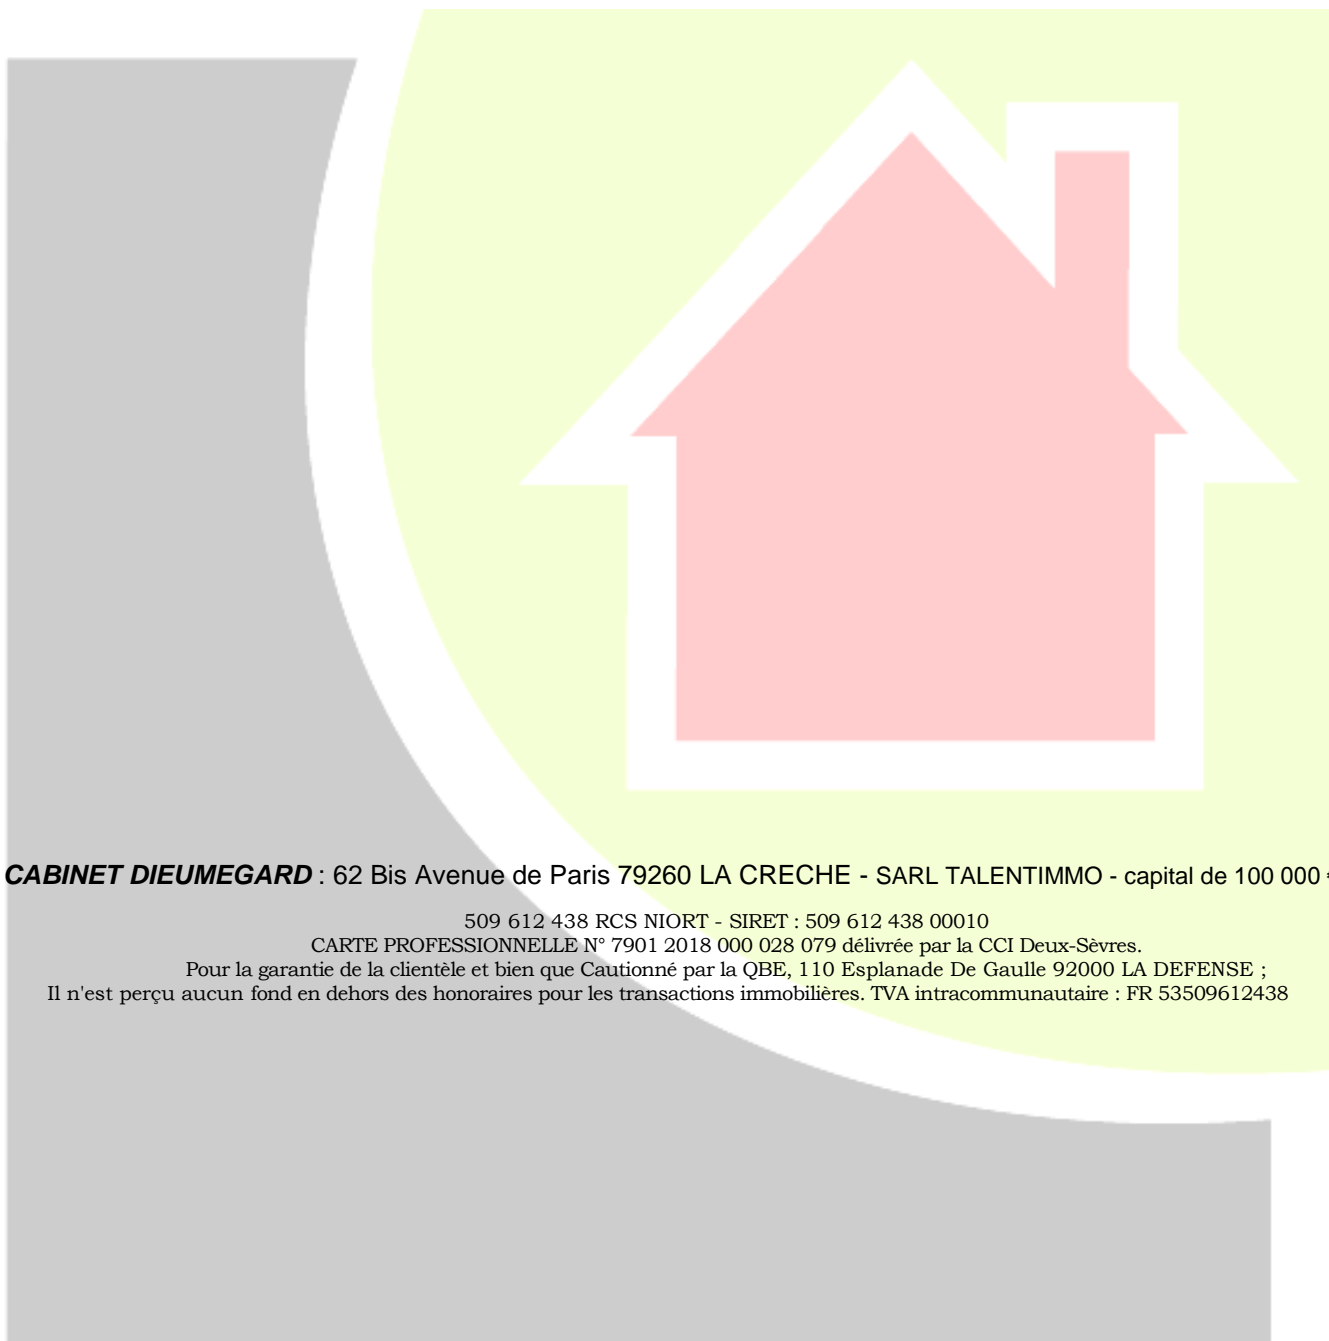 CABINET DIEUMEGARD : 62 Bis Avenue de Paris 79260 LA CRECHE - SARL TALENTIMMO - capital de 100 000 €
509 612 438 RCS NIORT - SIRET : 509 612 438 00010
CARTE PROFESSIONNELLE N° 7901 2018 000 028 079 délivrée par la CCI Deux-Sèvres.
Pour la garantie de la clientèle et bien que Cautionné par la QBE, 110 Esplanade De Gaulle 92000 LA DEFENSE ;
Il n'est perçu aucun fond en dehors des honoraires pour les transactions immobilières. TVA intracommunautaire : FR 53509612438